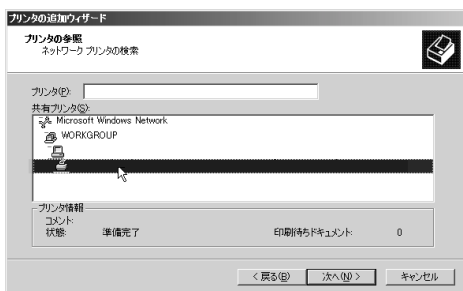 プリンタの追加ウィザード
プリンタの参照
ネットワーク プリンタの検索
プリンタ(P):
共有プリンタ(S):
Microsoft Windows Network
WORKGROUP
プリンタ情報
コメント:
状態: 準備完了 印刷待ちドキュメント: 0
< 戻る(B) 次へ(N) > キャンセル